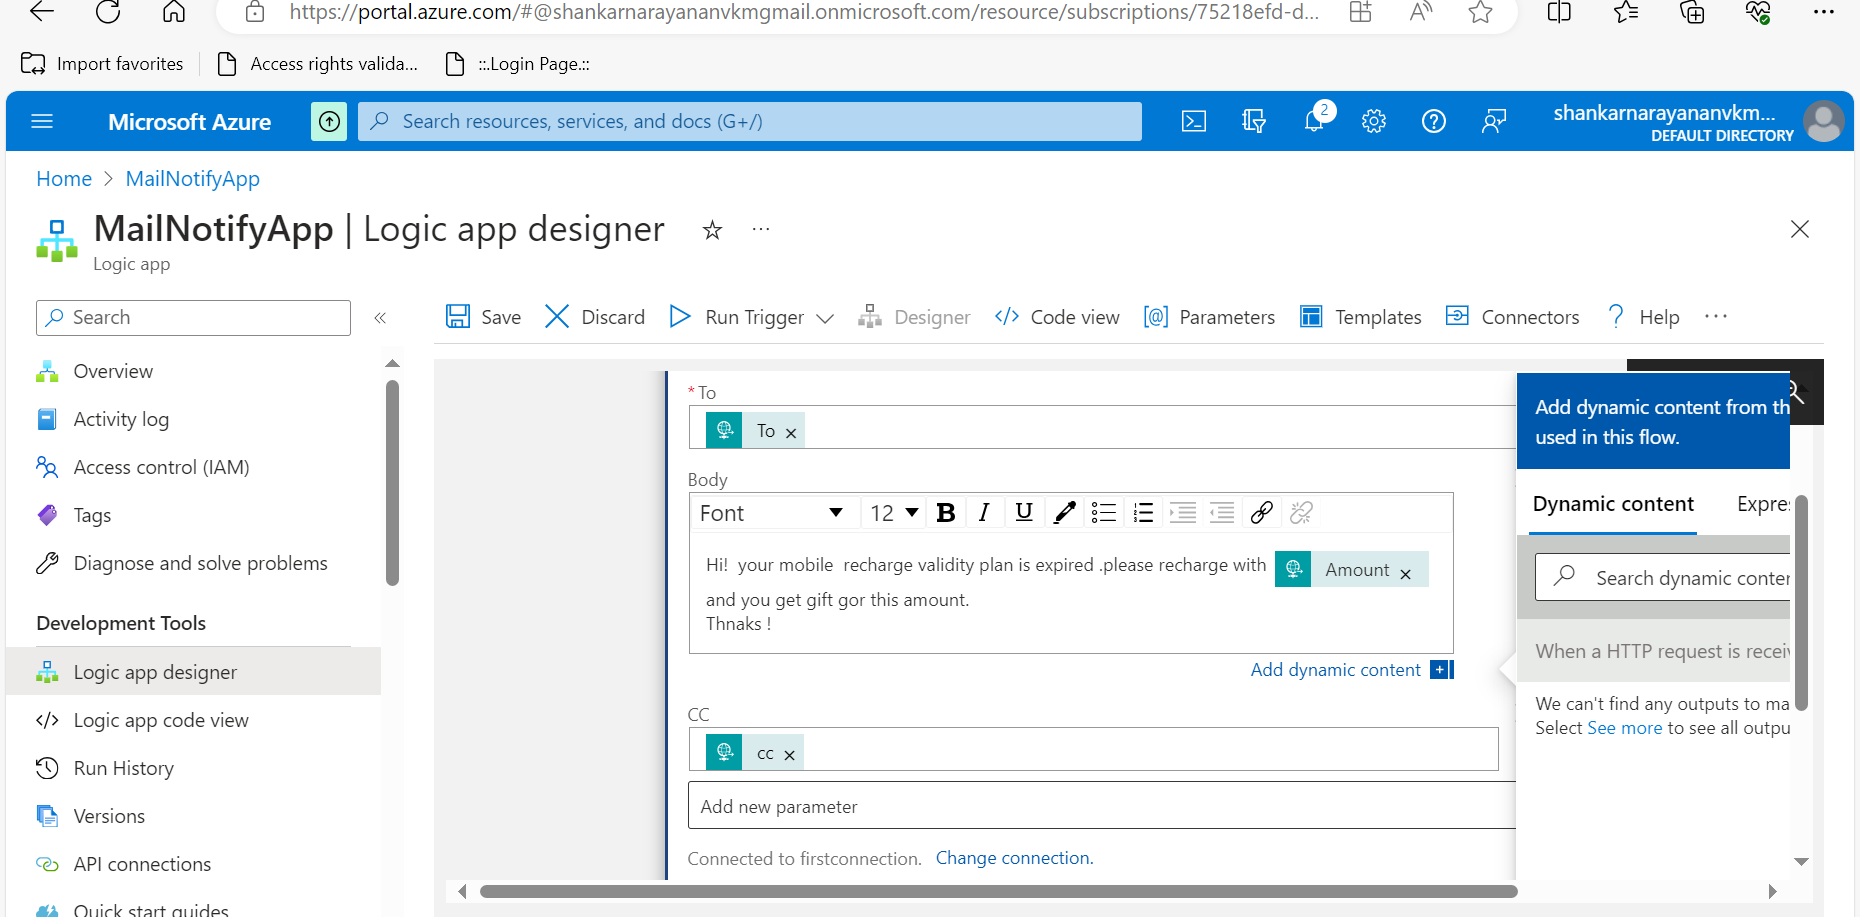 https://portal.azure.com/#@shankarnarayananvkmgmail.onmicrosoft.com/resource/subscriptions/75218efd-d...
Import favorites
Access rights valida...
::.Login Page.::
Microsoft Azure
Search resources, services, and docs (G+/)
2
shankarnarayananvkm...
DEFAULT DIRECTORY
Home > MailNotifyApp
MailNotifyApp | Logic app designer
Logic app
Search
Save
Discard
Run Trigger
Designer
Code view
Parameters
Templates
Connectors
Help
Overview
Activity log
Access control (IAM)
Tags
Diagnose and solve problems
Development Tools
Logic app designer
Logic app code view
Run History
Versions
API connections
Quick start guides
* To
To
Body
Font
12
B I U
Hi!  your mobile  recharge validity plan is expired .please recharge with Amount
and you get gift gor this amount.
Thnaks !
Add dynamic content
CC
cc
Add new parameter
Connected to firstconnection. Change connection.
Add dynamic content from th
used in this flow.
Dynamic content
Expre
Search dynamic conter
When a HTTP request is recei
We can't find any outputs to ma
Select See more to see all outpu